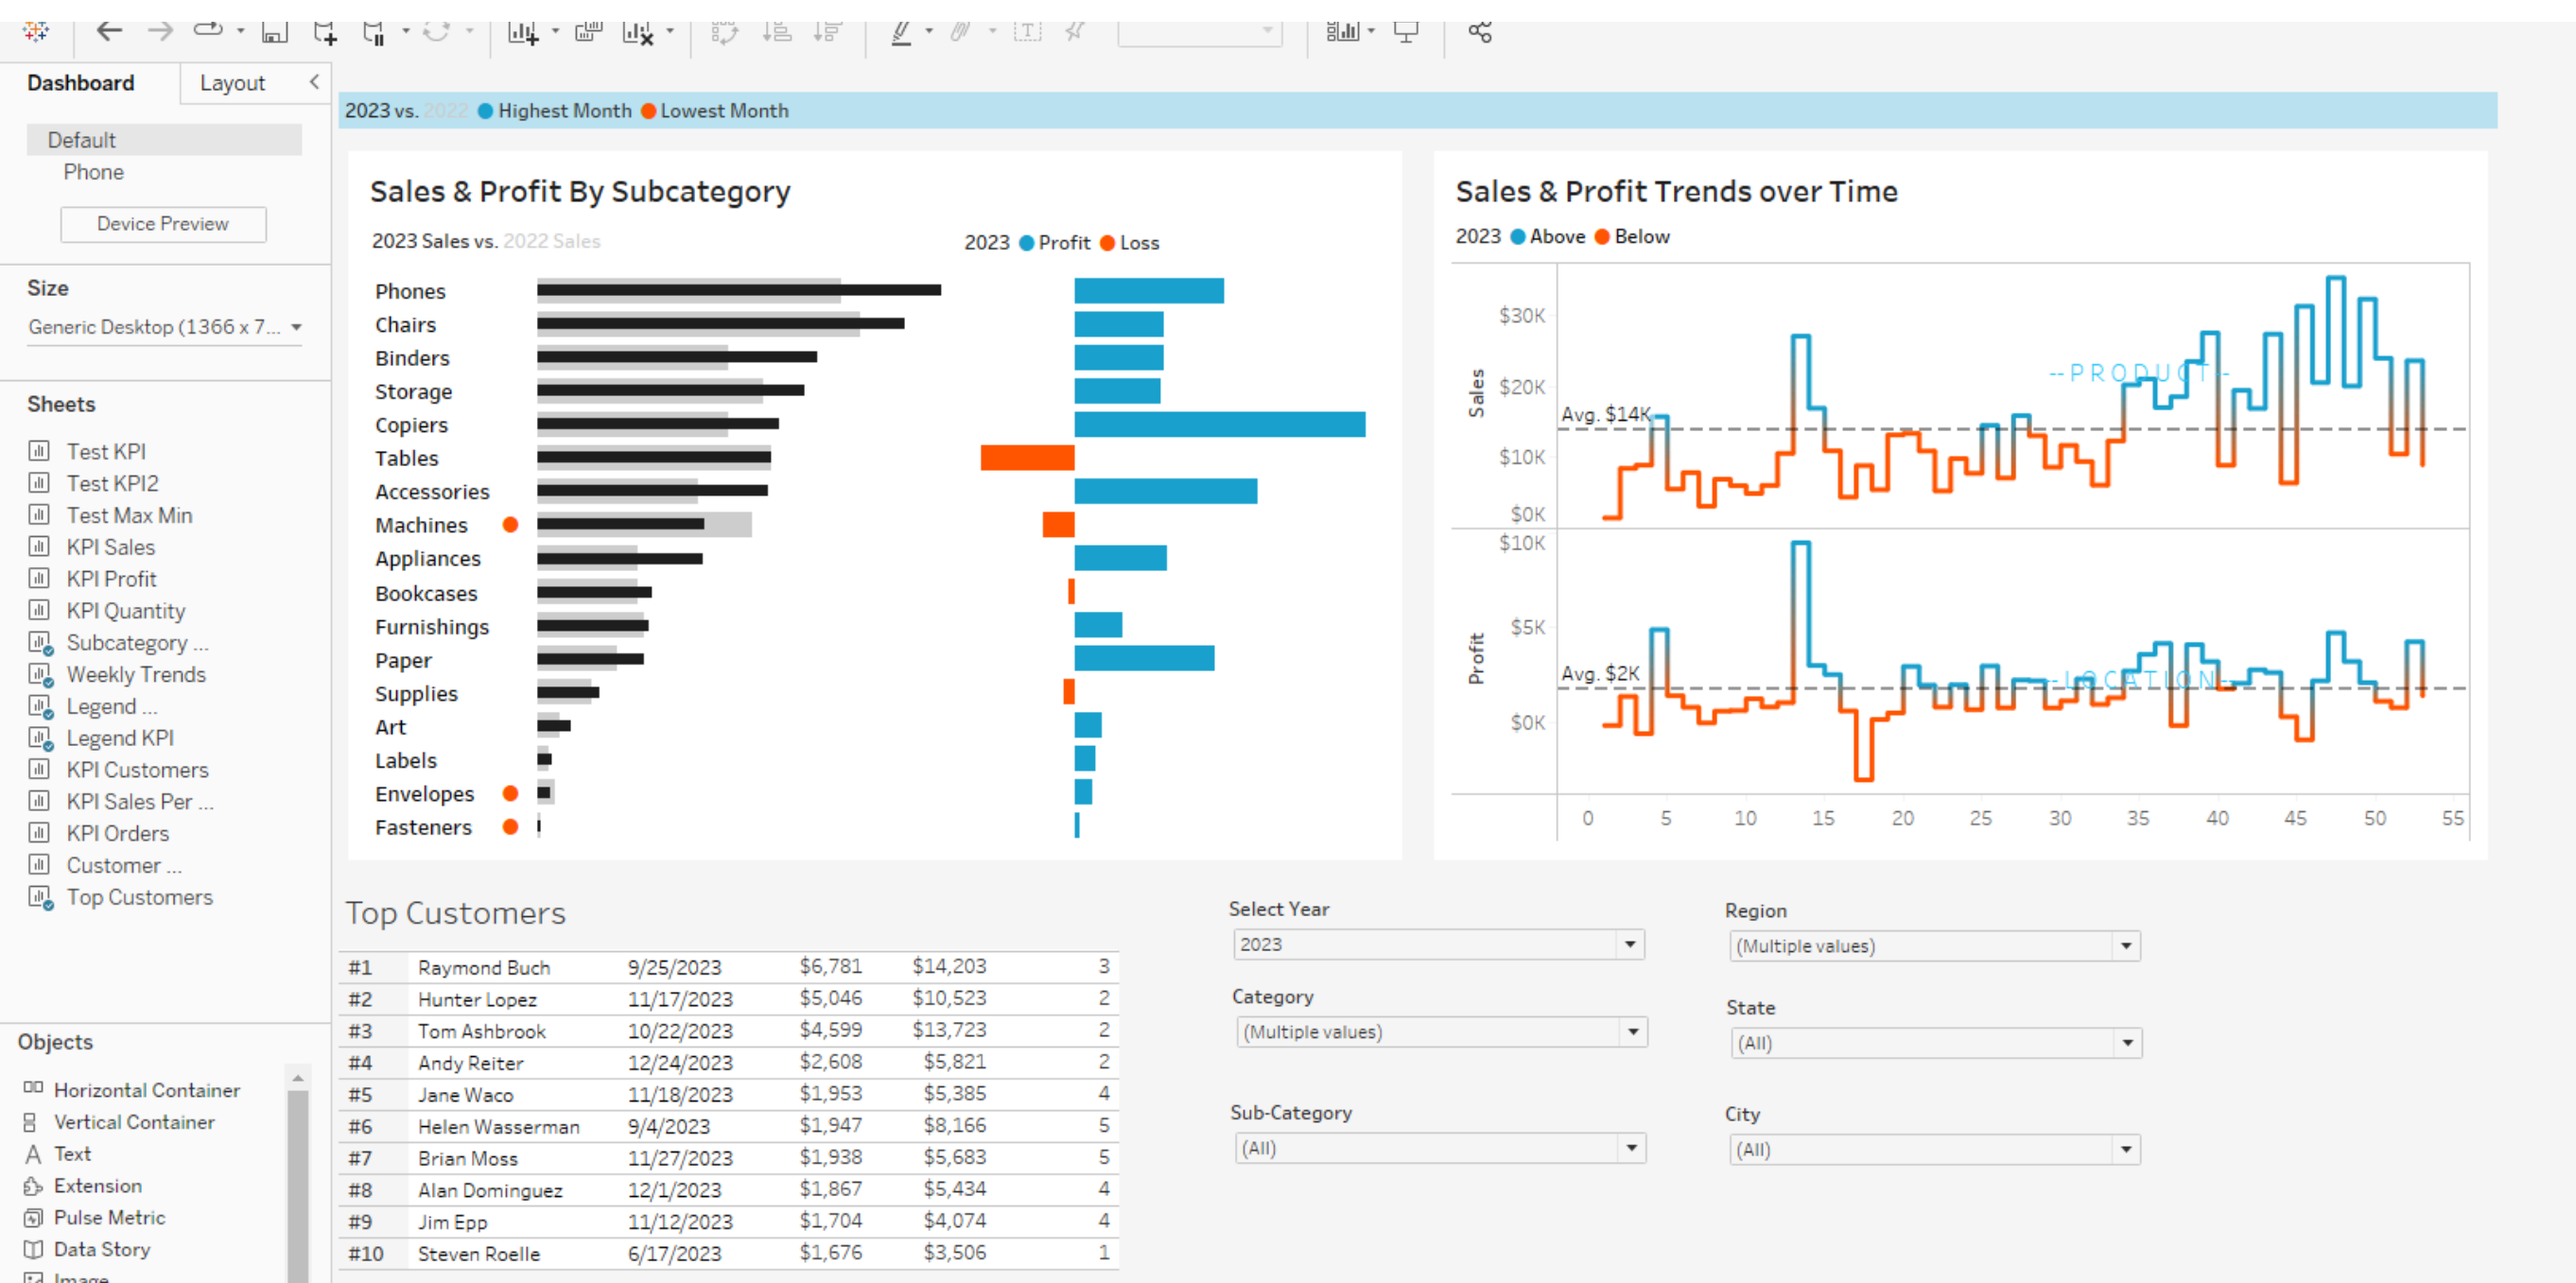 Dashboard Layout
Default
Phone
Device Preview
Size
Generic Desktop (1366 x 7...
Sheets
Test KPI
Test KPI2
Test Max Min
KPI Sales
KPI Profit
KPI Quantity
Subcategory ...
Weekly Trends
Legend ...
Legend KPI
KPI Customers
KPI Sales Per ...
KPI Orders
Customer ...
Top Customers
Objects
Horizontal Container
Vertical Container
Text
Extension
Pulse Metric
Data Story
Image
2023 vs. 2022 Highest Month Lowest Month
Sales & Profit By Subcategory
2023 Sales vs. 2022 Sales
2023 Profit Loss
Phones
Chairs
Binders
Storage
Copiers
Tables
Accessories
Machines
Appliances
Bookcases
Furnishings
Paper
Supplies
Art
Labels
Envelopes
Fasteners
Sales & Profit Trends over Time
2023 Above Below
Sales
$30K
$20K
$10K
$0K
Avg. $14K
--PRODUCT--
Profit
$10K
$5K
$0K
Avg. $2K
--LOCATION--
0 5 10 15 20 25 30 35 40 45 50 55
Top Customers
#1 Raymond Buch 9/25/2023 $6,781 $14,203 3
#2 Hunter Lopez 11/17/2023 $5,046 $10,523 2
#3 Tom Ashbrook 10/22/2023 $4,599 $13,723 2
#4 Andy Reiter 12/24/2023 $2,608 $5,821 2
#5 Jane Waco 11/18/2023 $1,953 $5,385 4
#6 Helen Wasserman 9/4/2023 $1,947 $8,166 5
#7 Brian Moss 11/27/2023 $1,938 $5,683 5
#8 Alan Dominguez 12/1/2023 $1,867 $5,434 4
#9 Jim Epp 11/12/2023 $1,704 $4,074 4
#10 Steven Roelle 6/17/2023 $1,676 $3,506 1
Select Year
2023
Category
(Multiple values)
Sub-Category
(All)
Region
(Multiple values)
State
(All)
City
(All)